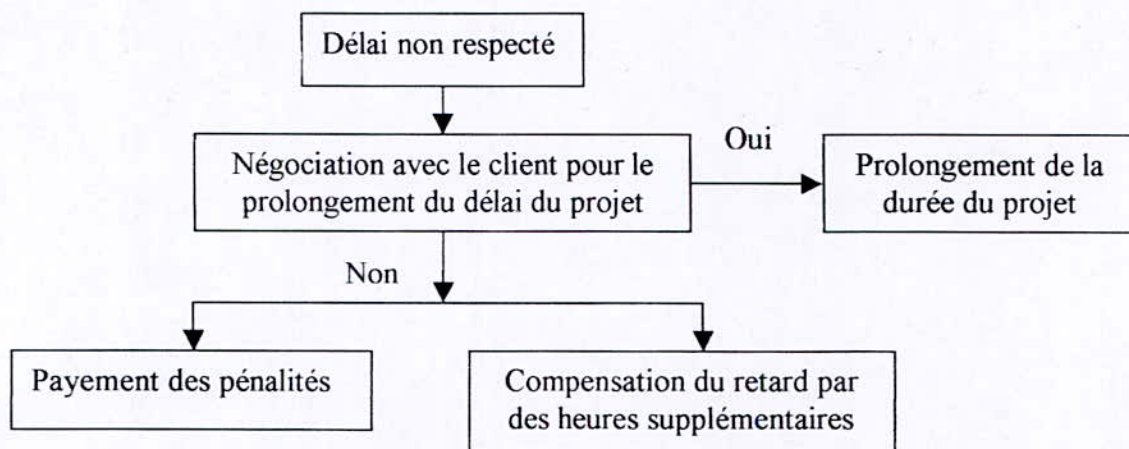 Délai non respecté
Négociation avec le client pour le
prolongement du délai du projet
Oui
Prolongement de la
durée du projet
Non
Payement des pénalités
Compensation du retard par
des heures supplémentaires